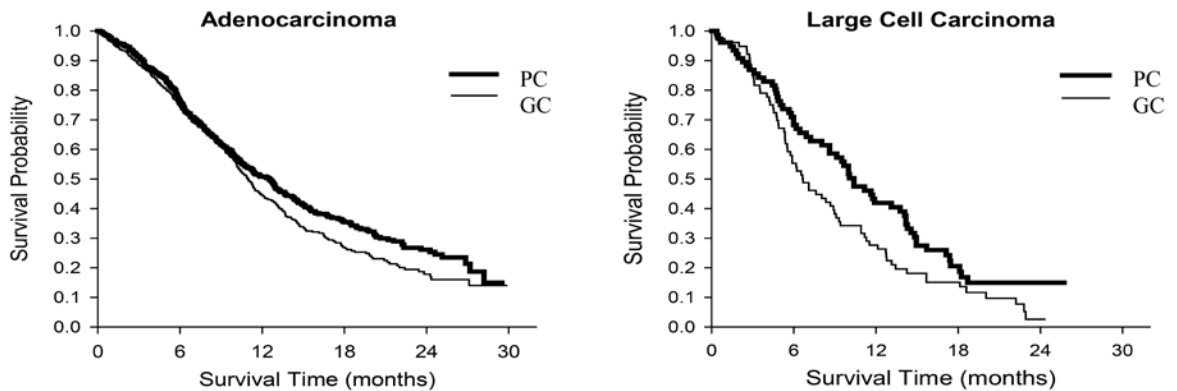 Adenocarcinoma
1.0
0.9
0.8
0.7
0.6
0.5
0.4
0.3
0.2
0.1
0.0
Survival Probability
PC
GC
0 6 12 18 24 30
Survival Time (months)
Large Cell Carcinoma
1.0
0.9
0.8
0.7
0.6
0.5
0.4
0.3
0.2
0.1
0.0
Survival Probability
PC
GC
0 6 12 18 24 30
Survival Time (months)